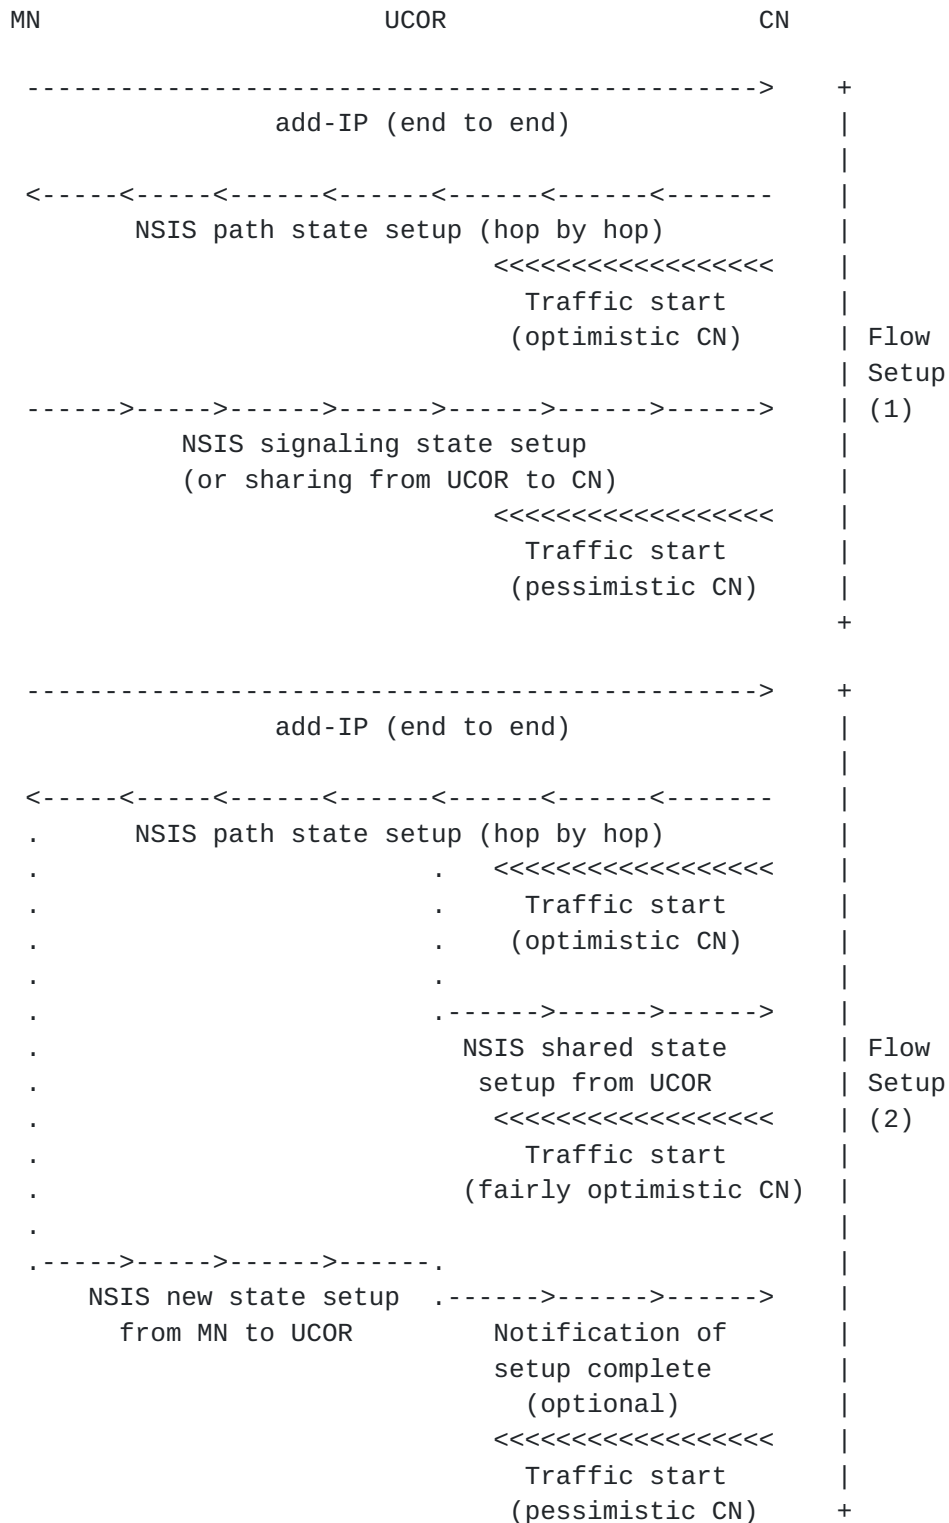 MN                      UCOR                    CN

 ----------------------------------------------->    +
                 add-IP (end to end)                 |
                                                     |
 <-----<-----<------<------<------<------<-------    |
        NSIS path state setup (hop by hop)           |
                               <<<<<<<<<<<<<<<<<<    |
                                 Traffic start       |
                                (optimistic CN)      | Flow
                                                     | Setup
 ------>----->------>------>------>------>------>    | (1)
           NSIS signaling state setup                |
           (or sharing from UCOR to CN)              |
                               <<<<<<<<<<<<<<<<<<    |
                                 Traffic start       |
                                (pessimistic CN)     |
                                                     +

 ----------------------------------------------->    +
                 add-IP (end to end)                 |
                                                     |
 <-----<-----<------<------<------<------<-------    |
 .      NSIS path state setup (hop by hop)           |
 .                         .   <<<<<<<<<<<<<<<<<<    |
 .                         .     Traffic start       |
 .                         .    (optimistic CN)      |
 .                         .                         |
 .                         .------>------>------>    |
 .                           NSIS shared state       | Flow
 .                            setup from UCOR        | Setup
 .                             <<<<<<<<<<<<<<<<<<    | (2)
 .                               Traffic start       |
 .                           (fairly optimistic CN)  |
 .                                                   |
 .----->----->------>------.                         |
     NSIS new state setup  .------>------>------>    |
       from MN to UCOR         Notification of       |
                               setup complete        |
                                 (optional)          |
                               <<<<<<<<<<<<<<<<<<    |
                                 Traffic start       |
                                (pessimistic CN)     +